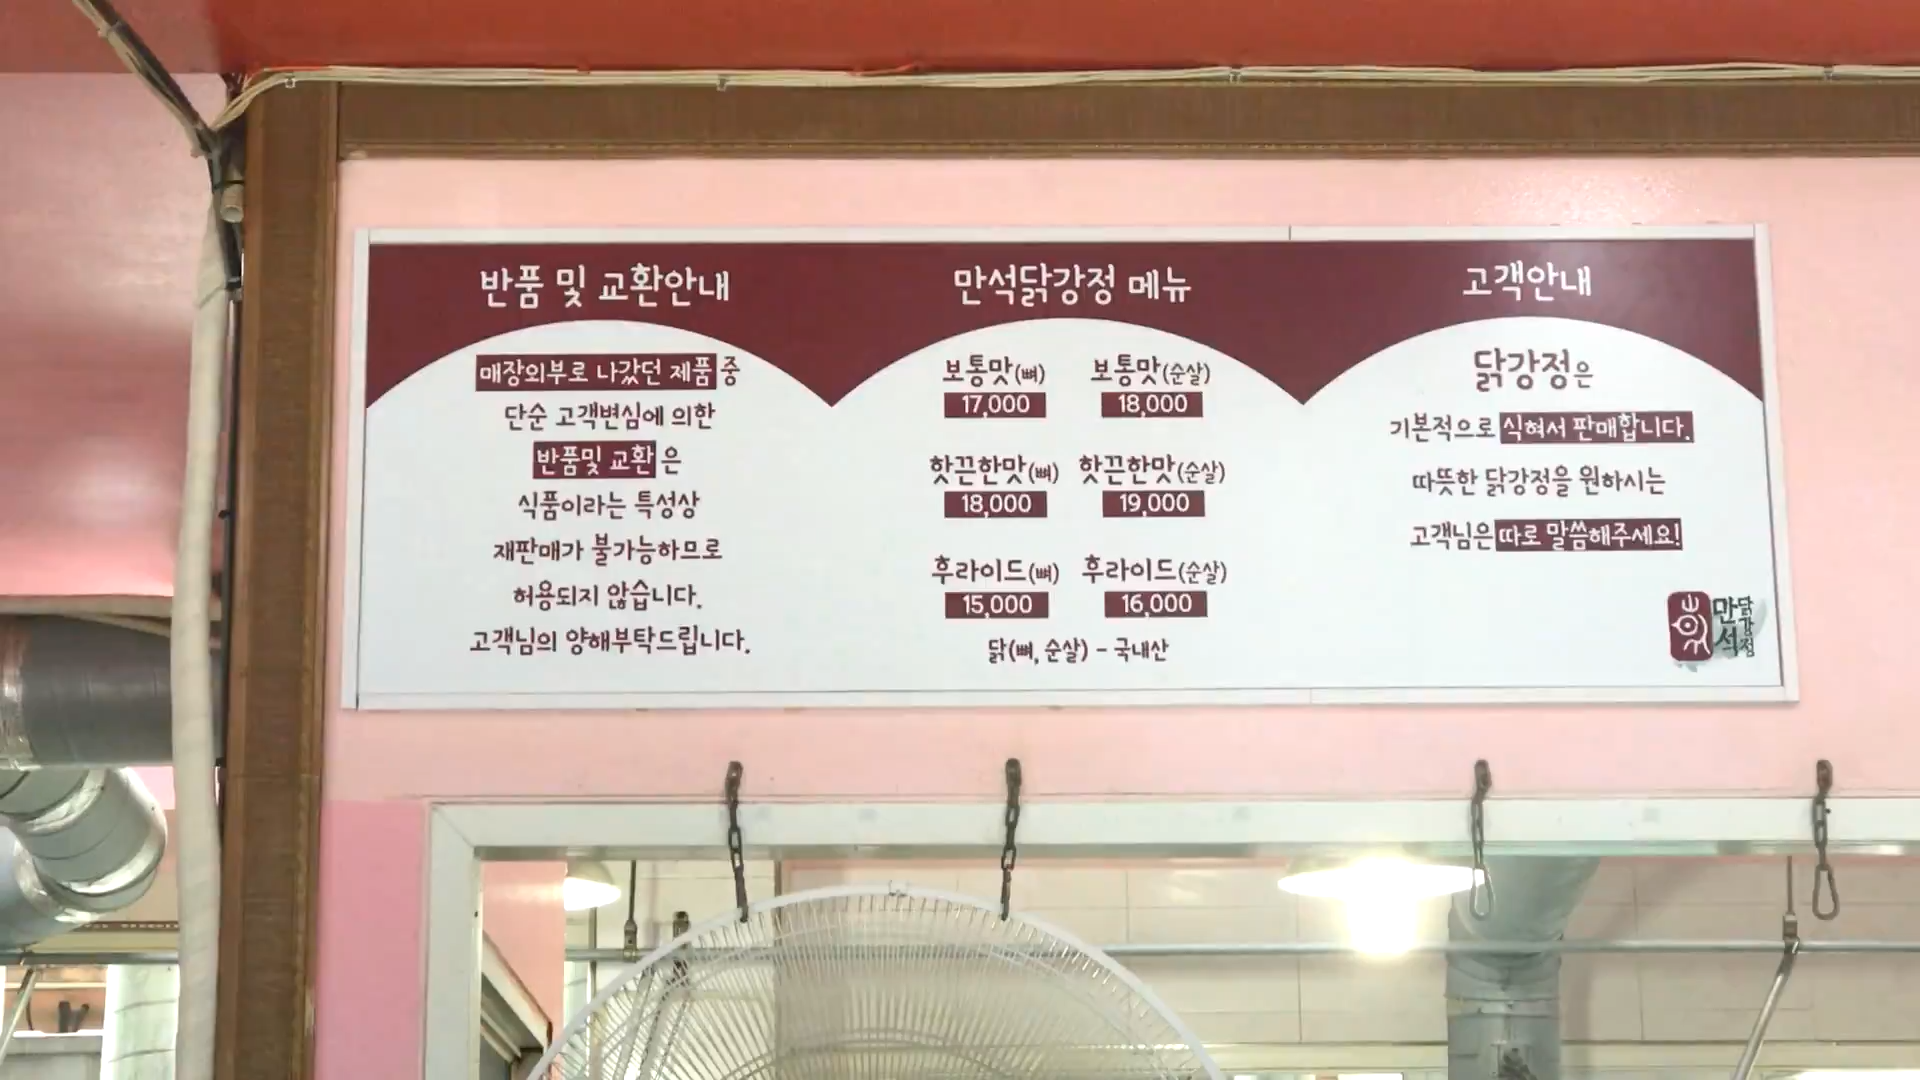 반품 및 교환안내
매장외부로 나갔던 제품 중
단순 고객변심에 의한
반품및 교환 은
식품이라는 특성상
재판매가 불가능하므로
허용되지 않습니다.
고객님의 양해부탁드립니다.
만석닭강정 메뉴
보통맛(뼈) 보통맛(순살)
17,000 18,000
핫끈한맛(뼈) 핫끈한맛(순살)
18,000 19,000
후라이드(뼈) 후라이드(순살)
15,000 16,000
닭(뼈, 순살) - 국내산
고객안내
닭강정은
기본적으로 식혀서 판매합니다.
따뜻한 닭강정을 원하시는
고객님은 따로 말씀해주세요!
만석
닭강정